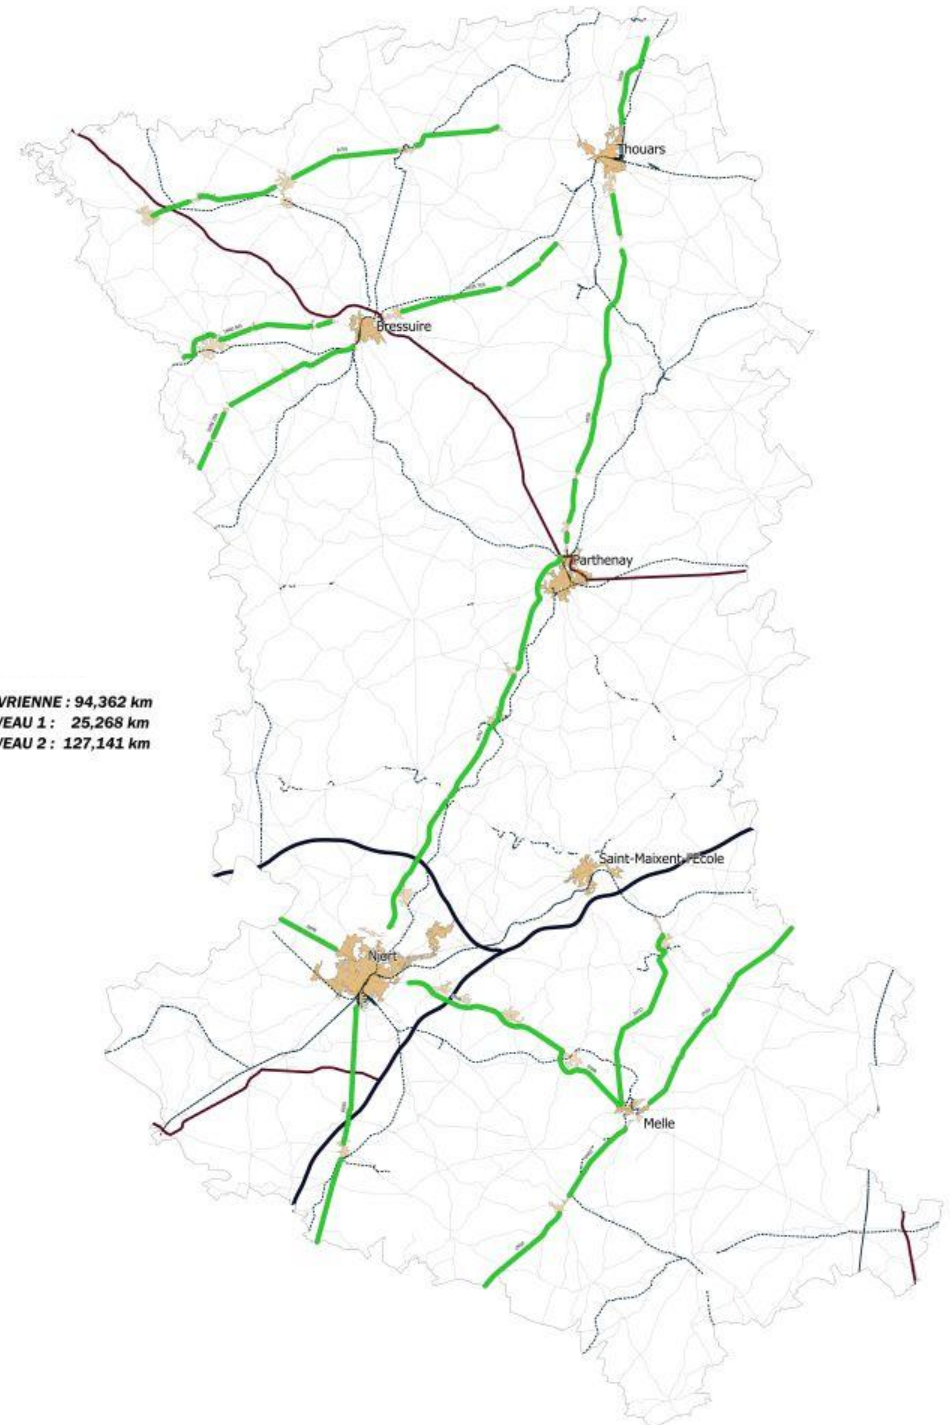 Thouars
Bressuire
Parthenay
VRIENNE : 94,362 km
VEAU 1 : 25,268 km
VEAU 2 : 127,141 km
Saint-Maixent-l'Ecole
Niort
Melle